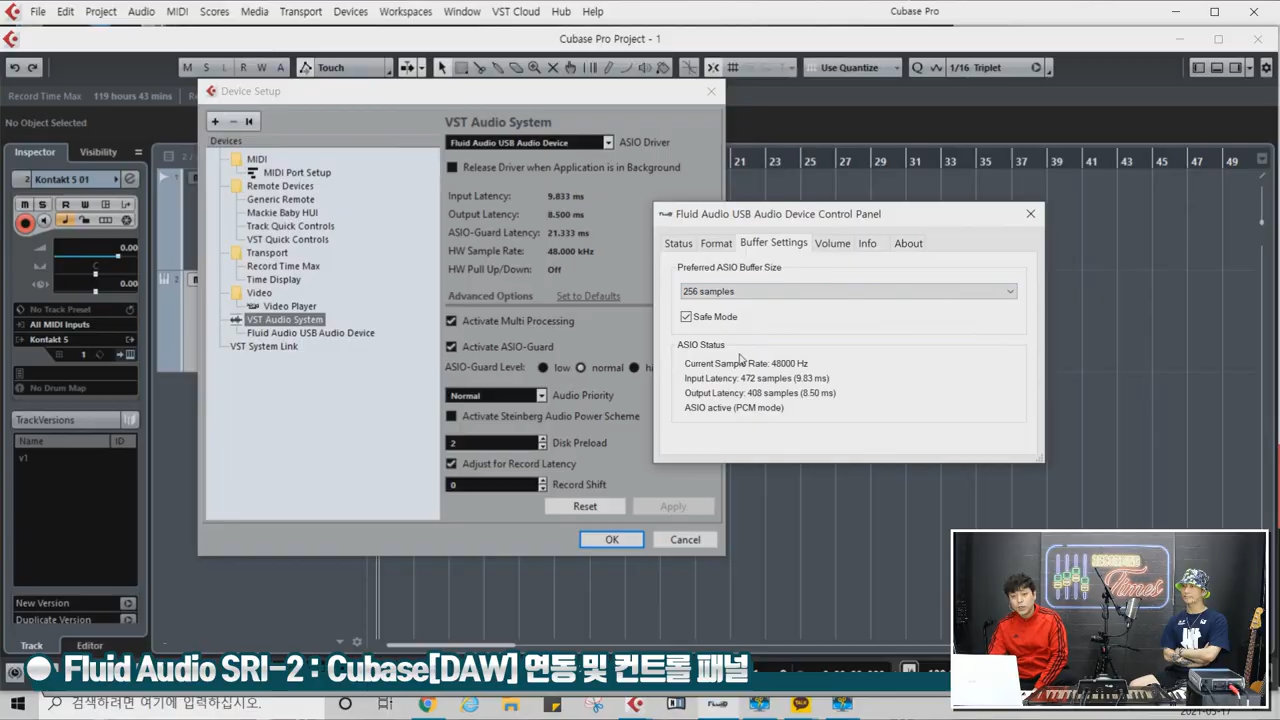 File Edit Project Audio MIDI Scores Media Transport Devices Workspaces Window VST Cloud Hub Help Cubase Pro
Cubase Pro Project - 1
M S L R W A Touch Use Quantize Q 1/16 Triplet
Record Time Max 119 hours 43 mins
No Object Selected
Inspector Visibility
2 Kontakt 5 01
M S R W
0.00
0.00
No Track Preset
All MIDI Inputs
Kontakt 5
1
No Drum Map
TrackVersions
Name ID
v1
New Version
Duplicate Version
Track Editor
Device Setup
Devices
MIDI
MIDI Port Setup
Remote Devices
Generic Remote
Mackie Baby HUI
Track Quick Controls
VST Quick Controls
Transport
Record Time Max
Time Display
Video
Video Player
VST Audio System
Fluid Audio USB Audio Device
VST System Link
VST Audio System
Fluid Audio USB Audio Device ASIO Driver
Release Driver when Application is in Background
Input Latency: 9.833 ms
Output Latency: 8.500 ms
ASIO-Guard Latency: 21.333 ms
HW Sample Rate: 48.000 kHz
HW Pull Up/Down: Off
Advanced Options Set to Defaults
Activate Multi Processing
Activate ASIO-Guard
ASIO-Guard Level: low normal
Normal Audio Priority
Activate Steinberg Audio Power Scheme
2 Disk Preload
Adjust for Record Latency
0 Record Shift
Reset Apply
OK Cancel
21 23 25 27 29 31 33 35 37 39 41 43 45 47 49
Fluid Audio USB Audio Device Control Panel
Status Format Buffer Settings Volume Info About
Preferred ASIO Buffer Size
256 samples
Safe Mode
ASIO Status
Current Sample Rate: 48000 Hz
Input Latency: 472 samples (9.83 ms)
Output Latency: 408 samples (8.50 ms)
ASIO active (PCM mode)
Times
Fluid Audio SRI-2 : Cubase[DAW] 연동 및 컨트롤 패널
검색하려면 여기에 입력하십시오.
2021-03-17